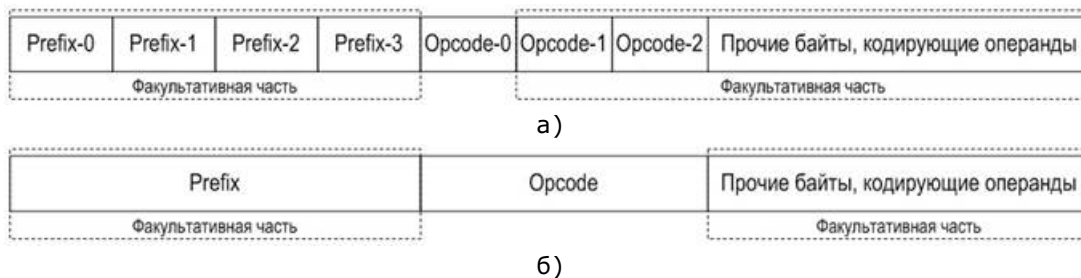 Prefix-0 Prefix-1 Prefix-2 Prefix-3 Opcode-0 Opcode-1 Opcode-2 Прочие байты, кодирующие операнды
Факультативная часть Факультативная часть
а)
Prefix Opcode Прочие байты, кодирующие операнды
Факультативная часть Факультативная часть
б)